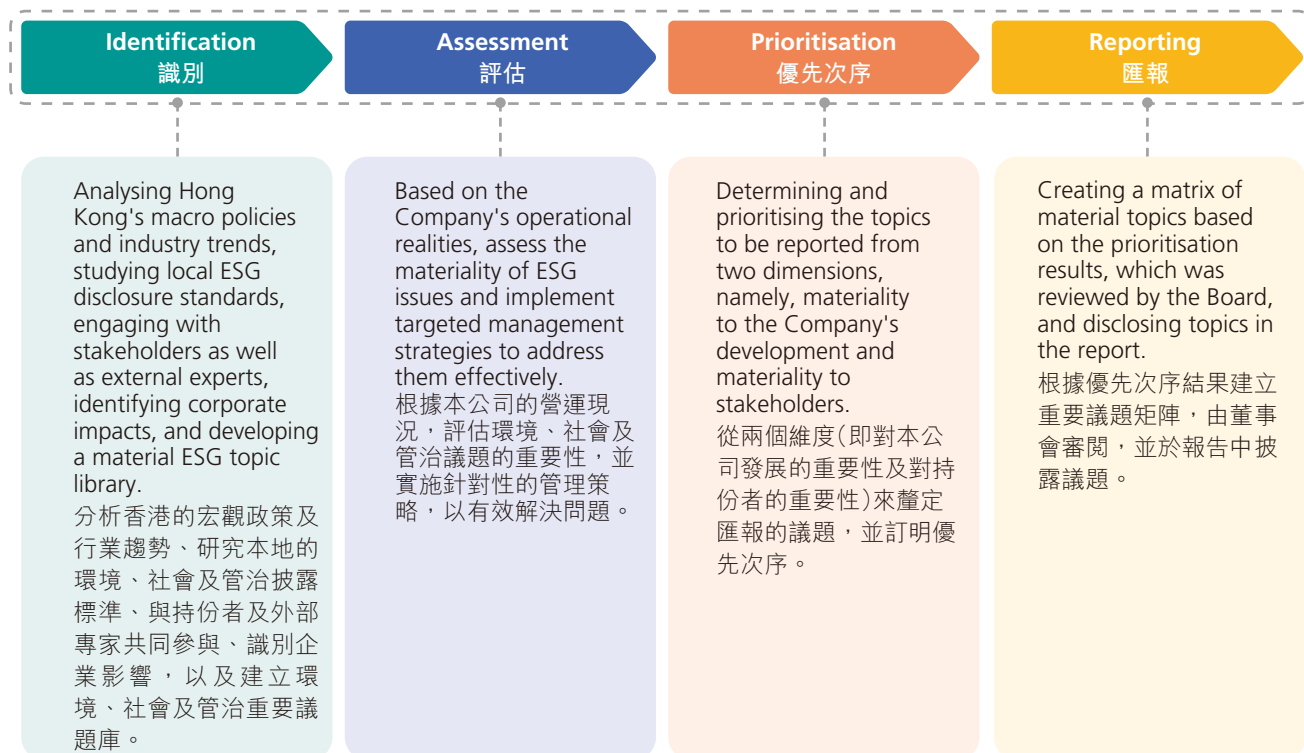 Identification
識別
Assessment
評估
Prioritisation
優先次序
Reporting
匯報
Analysing Hong
Kong's macro policies
and industry trends,
studying local ESG
disclosure standards,
engaging with
stakeholders as well
as external experts,
identifying corporate
impacts, and developing
a material ESG topic
library.
分析香港的宏觀政策及
行業趨勢、研究本地的
環境、社會及管治披露
標準、與持份者及外部
專家共同參與、識別企
業影響，以及建立環
境、社會及管治重要議
題庫。
Based on the
Company's operational
realities, assess the
materiality of ESG
issues and implement
targeted management
strategies to address
them effectively.
根據本公司的營運現
況，評估環境、社會及
管治議題的重要性，並
實施針對性的管理策
略，以有效解決問題。
Determining and
prioritising the topics
to be reported from
two dimensions,
namely, materiality
to the Company's
development and
materiality to
stakeholders.
從兩個維度(即對本公
司發展的重要性及對持
份者的重要性)來釐定
匯報的議題，並訂明優
先次序。
Creating a matrix of
material topics based
on the prioritisation
results, which was
reviewed by the Board,
and disclosing topics in
the report.
根據優先次序結果建立
重要議題矩陣，由董事
會審閱，並於報告中披
露議題。